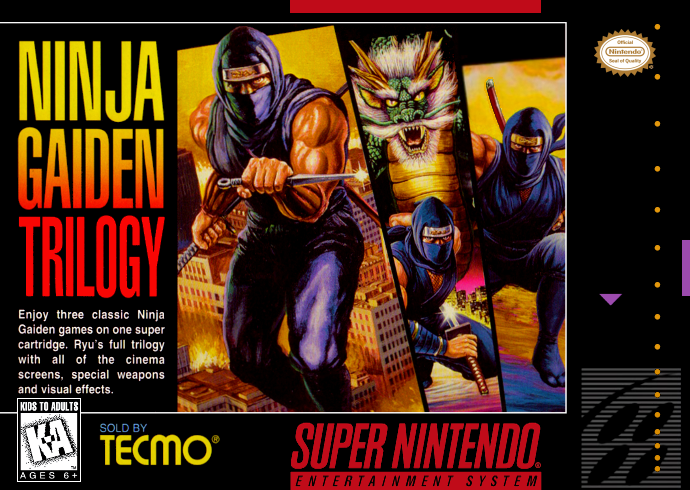 NINJA
GAIDEN
TRILOGY
Enjoy three classic Ninja
Gaiden games on one super
cartridge. Ryu's full trilogy
with all of the cinema
screens, special weapons
and visual effects.
Official
Nintendo
Seal of Quality
KIDS TO ADULTS
K-A
AGES 6+
SOLD BY
TECMO®
SUPER NINTENDO®
ENTERTAINMENT SYSTEM